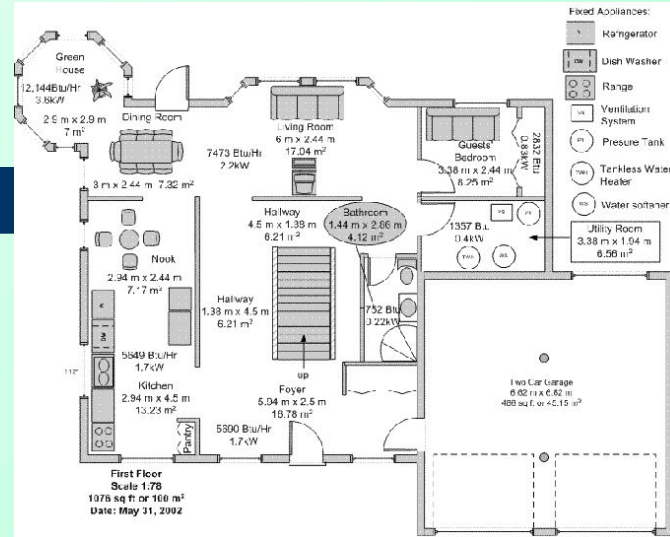 Fixed Appliances:
Refrigerator
Dish Washer
Range
Ventilation
System
Presure Tank
Tankless Water
Heater
Water softener
Green
House
12,144Btu/Hr
3.6kW
2.9 m x 2.9 m
7 m²
Dining Room
3 m x 2.44 m 7.32 m²
7473 Btu/Hr
2.2kW
Living Room
6 m x 2.44 m
17.04 m²
Guests'
Bedroom
3.38 m x 2.44 m
8.25 m²
2832 Btu
0.83kW
Hallway
4.5 m x 1.38 m
6.21 m²
Bathroom
1.44 m x 2.86 m
4.12 m²
1357 Btu
0.4kW
Utility Room
3.38 m x 1.94 m
6.56 m²
Nook
2.94 m x 2.44 m
7.17 m²
Hallway
1.38 m x 4.5 m
6.21 m²
752 Btu
0.22kW
5649 Btu/Hr
1.7kW
Kitchen
2.94 m x 4.5 m
13.23 m²
up
Foyer
5.94 m x 2.5 m
16.78 m²
5690 Btu/Hr
1.7kW
Pantry
Two Car Garage
6.62 m x 6.82 m
486 sq ft or 45.15 m²
First Floor
Scale 1:78
1076 sq ft or 100 m²
Date: May 31, 2002